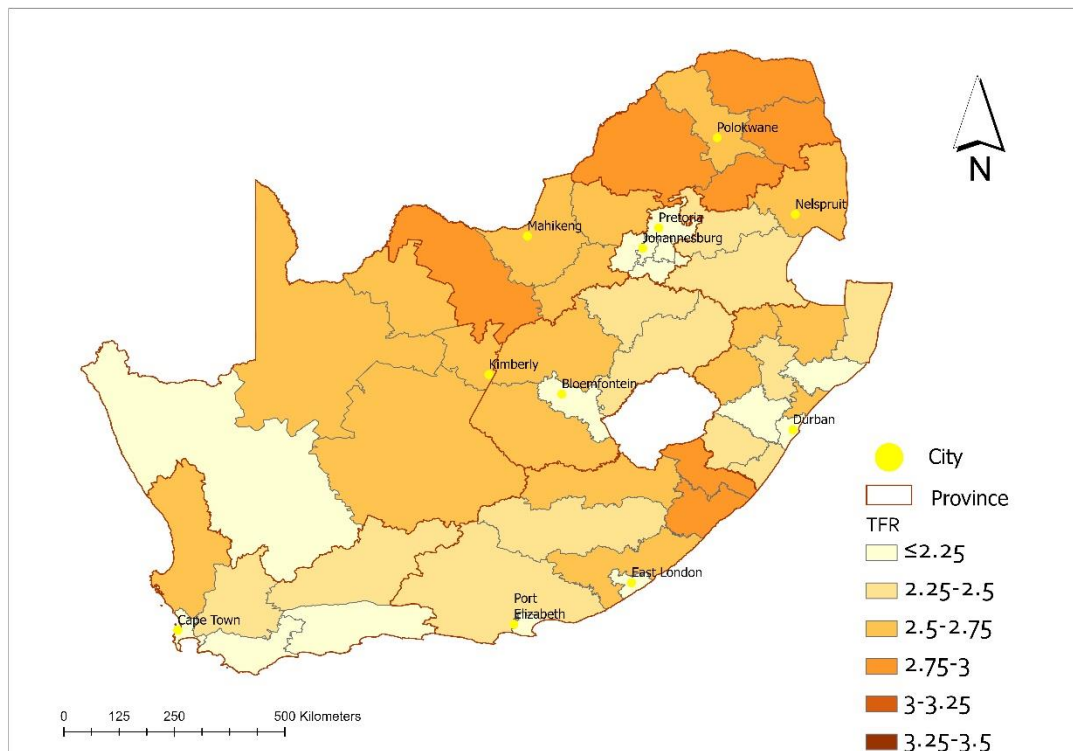 Polokwane
N
Nelspruit
Pretoria
Mahikeng
Johannesburg
Kimberly
Bloemfontein
Durban
City
Province
TFR
≤2.25
East London
2.25-2.5
Port
Elizabeth
Cape Town
2.5-2.75
2.75-3
3-3.25
3.25-3.5
0 125 250 500 Kilometers